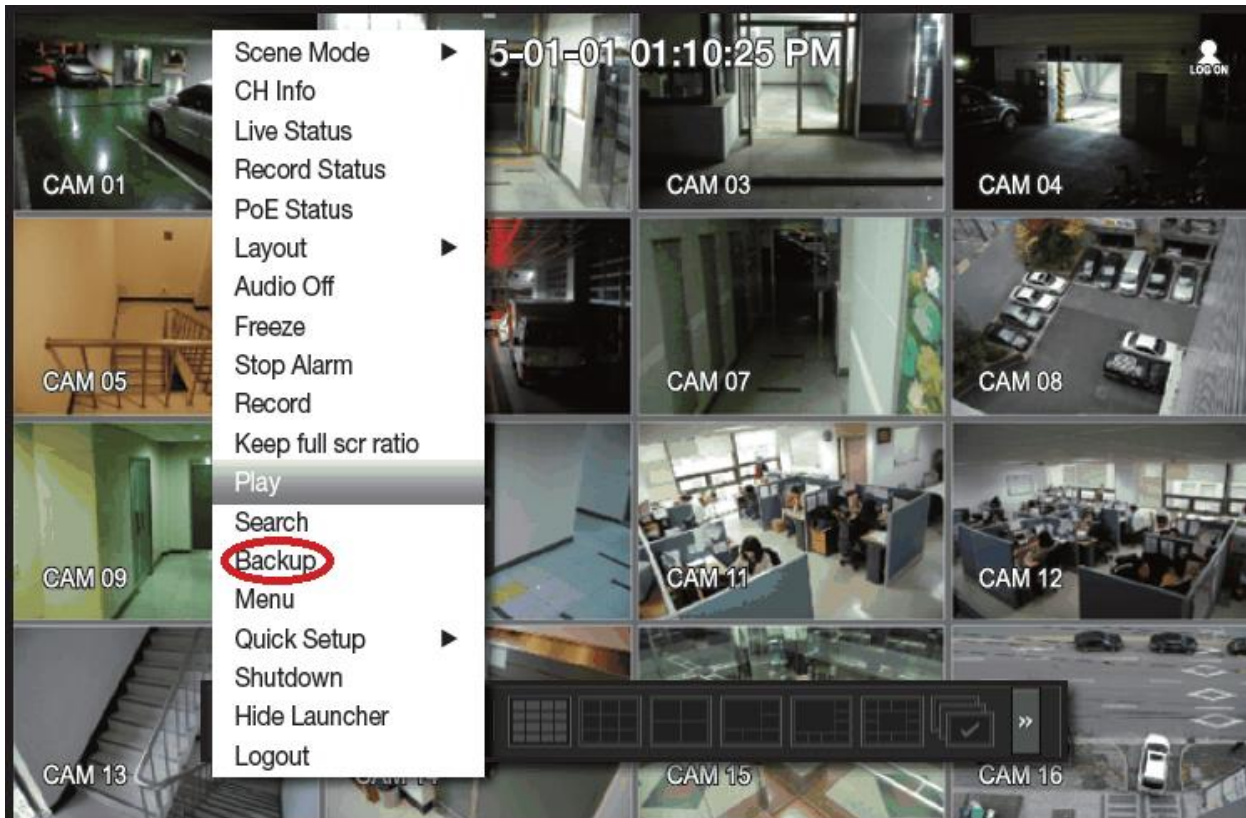 5-01-01 01:10:25 PM
LOG ON
Scene Mode
CH Info
Live Status
Record Status
PoE Status
Layout
Audio Off
Freeze
Stop Alarm
Record
Keep full scr ratio
Play
Search
Backup
Menu
Quick Setup
Shutdown
Hide Launcher
Logout
CAM 01
CAM 03
CAM 04
CAM 05
CAM 07
CAM 08
CAM 09
CAM 11
CAM 12
CAM 13
CAM 15
CAM 16